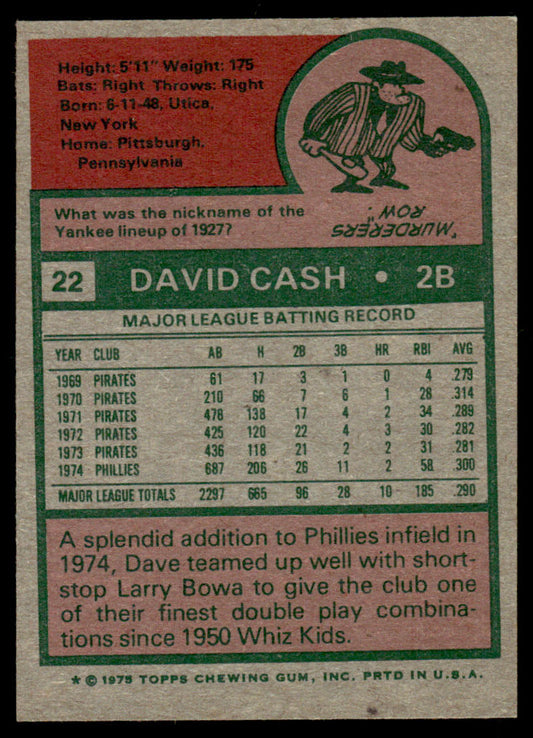 Height: 5'11" Weight: 175
Bats: Right Throws: Right
Born: 6-11-48, Utica,
New York
Home: Pittsburgh,
Pennsylvania
What was the nickname of the
Yankee lineup of 1927?
"MURDERERS
ROW."
22 DAVID CASH • 2B
MAJOR LEAGUE BATTING RECORD
YEAR CLUB AB H 2B 3B HR RBI AVG
1969 PIRATES 61 17 3 1 0 4 .279
1970 PIRATES 210 66 7 6 1 28 .314
1971 PIRATES 478 138 17 4 2 34 .289
1972 PIRATES 425 120 22 4 3 30 .282
1973 PIRATES 436 118 21 2 2 31 .281
1974 PHILLIES 687 206 26 11 2 58 .300
MAJOR LEAGUE TOTALS 2297 665 96 28 10 185 .290
A splendid addition to Phillies infield in
1974, Dave teamed up well with short-
stop Larry Bowa to give the club one
of their finest double play combina-
tions since 1950 Whiz Kids.
★ © 1975 TOPPS CHEWING GUM, INC. PRTD IN U.S.A.